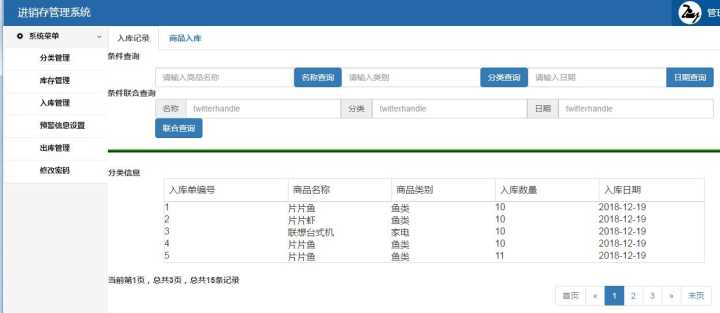 进销存管理系统
系统菜单
分类管理
库存管理
入库管理
预警信息设置
出库管理
修改密码
入库记录 商品入库
条件查询
请输入商品名称 名称查询 请输入类别 分类查询 请输入日期 日期查询
条件联合查询
名称 twitterhandle 分类 twitterhandle 日期 twitterhandle
联合查询
分类信息
入库单编号 商品名称 商品类别 入库数量 入库日期
1 片片鱼 鱼类 10 2018-12-19
2 片片虾 鱼类 10 2018-12-19
3 联想台式机 家电 10 2018-12-19
4 片片鱼 鱼类 10 2018-12-19
5 片片鱼 鱼类 11 2018-12-19
当前第1页，总共3页，总共15条记录
首页 « 1 2 3 » 末页